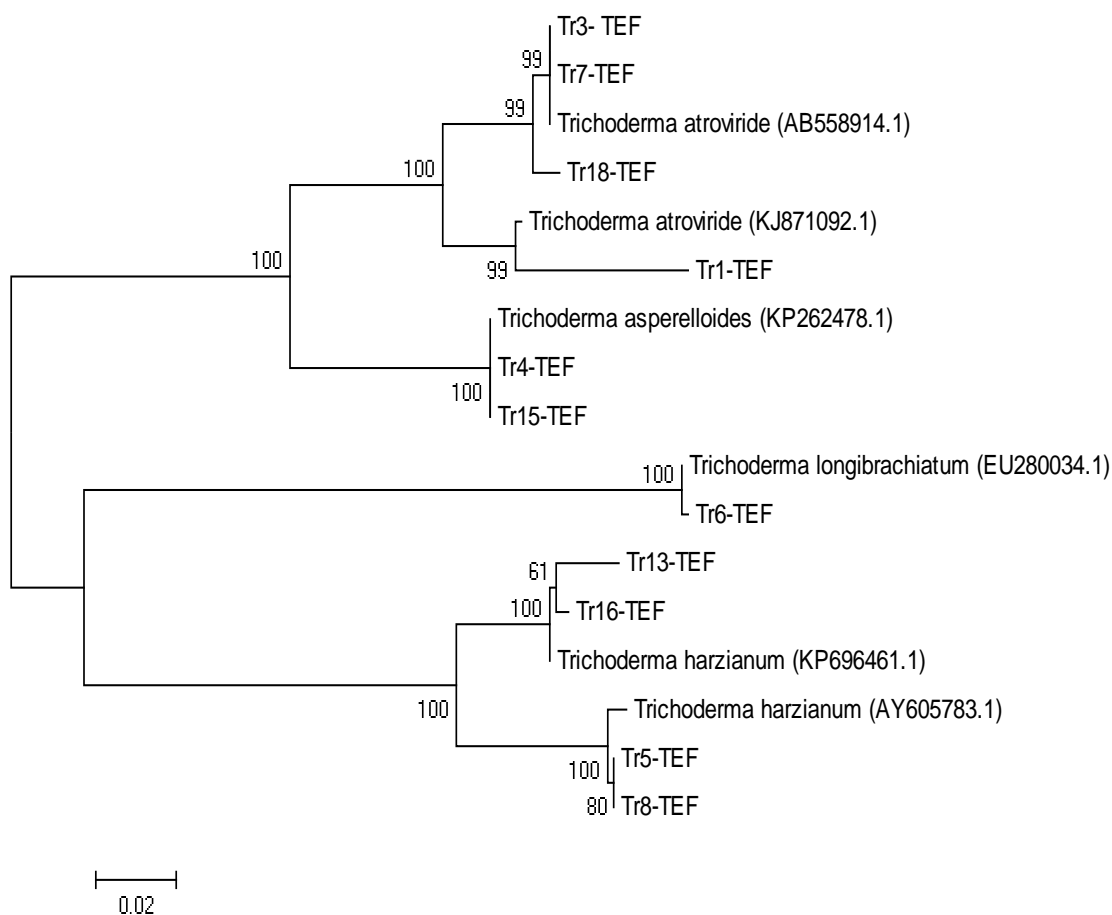 Tr3- TEF
99
Tr7-TEF
99
Trichoderma atroviride (AB558914.1)
100
Tr18-TEF
Trichoderma atroviride (KJ871092.1)
100
99
Tr1-TEF
Trichoderma asperelloides (KP262478.1)
Tr4-TEF
100
Tr15-TEF
Trichoderma longibrachiatum (EU280034.1)
100
Tr6-TEF
Tr13-TEF
61
100
Tr16-TEF
Trichoderma harzianum (KP696461.1)
100
Trichoderma harzianum (AY605783.1)
Tr5-TEF
100
80
Tr8-TEF
0.02